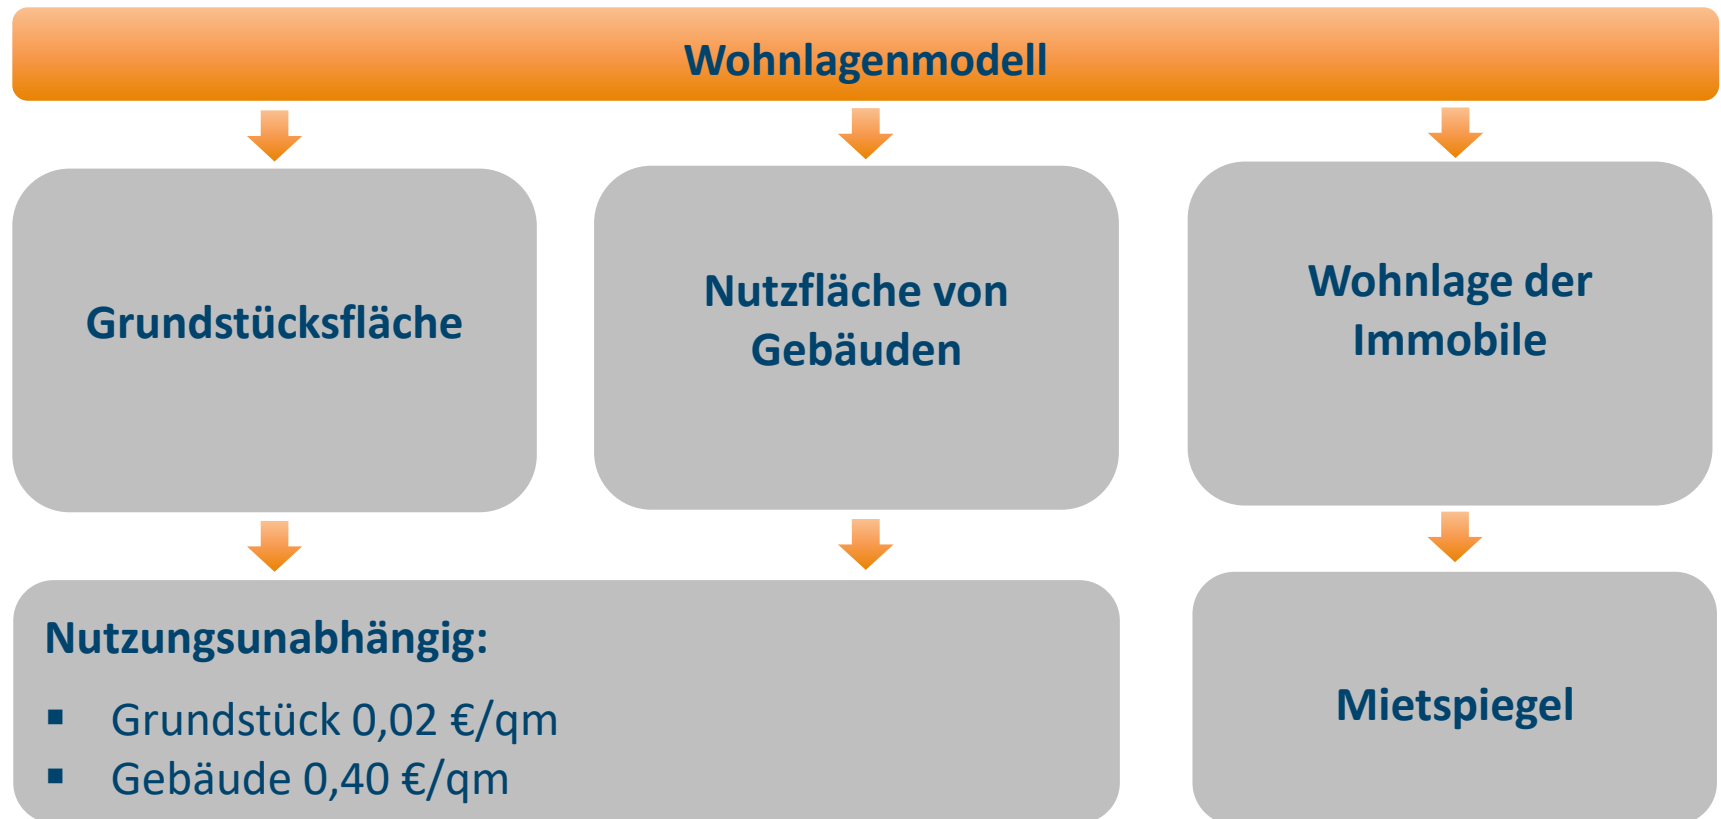 Wohnlagenmodell
Grundstücksfläche
Nutzfläche von
Gebäuden
Wohnlage der
Immobile
Nutzungsunabhängig:
▪ Grundstück 0,02 €/qm
▪ Gebäude 0,40 €/qm
Mietspiegel